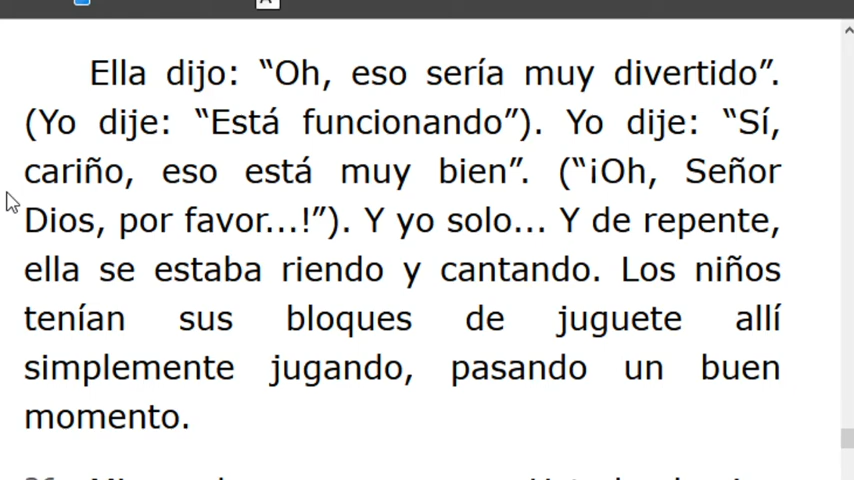 Ella dijo: “Oh, eso sería muy divertido”.
(Yo dije: “Está funcionando”). Yo dije: “Sí,
cariño, eso está muy bien”. (“¡Oh, Señor
Dios, por favor...!”). Y yo solo... Y de repente,
ella se estaba riendo y cantando. Los niños
tenían sus bloques de juguete allí
simplemente jugando, pasando un buen
momento.